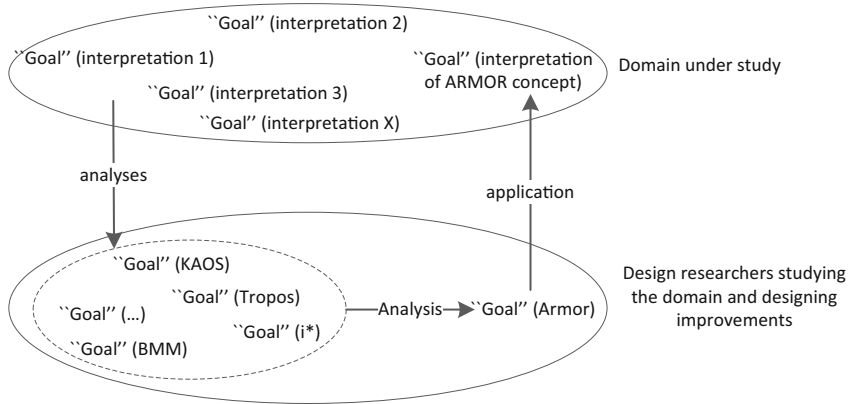 ``Goal'' (interpretation 2)
``Goal'' (interpretation 1)
``Goal'' (interpretation
of ARMOR concept)
Domain under study
``Goal'' (interpretation 3)
``Goal'' (interpretation X)
analyses
application
``Goal'' (KAOS)
``Goal'' (Tropos)
``Goal'' (...)
``Goal'' (i*)
``Goal'' (BMM)
Analysis
``Goal'' (Armor)
Design researchers studying
the domain and designing
improvements